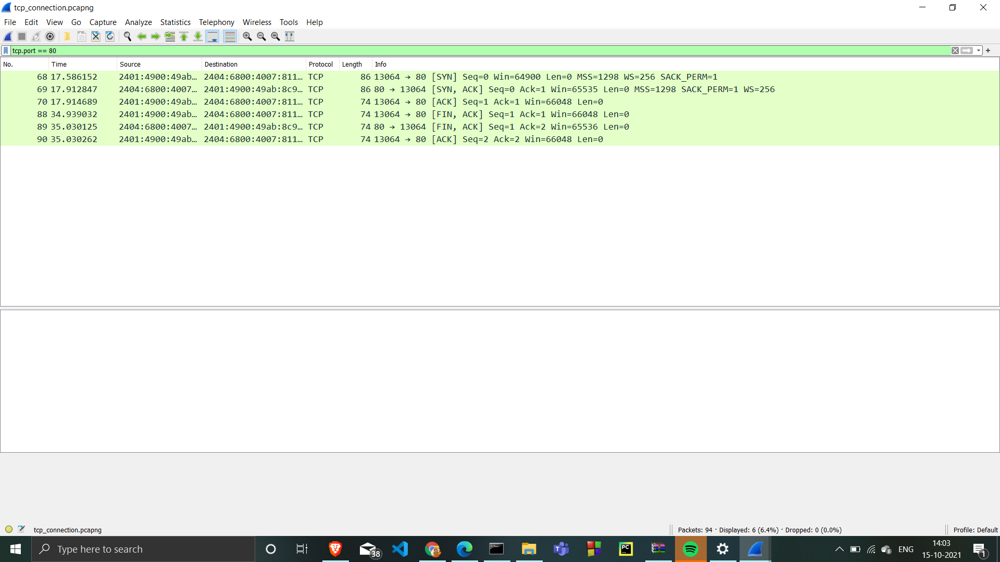 tcp_connection.pcapng
File Edit View Go Capture Analyze Statistics Telephony Wireless Tools Help
tcp.port == 80
No. Time Source Destination Protocol Length Info
68 17.586152 2401:4900:49ab… 2404:6800:4007:811… TCP 86 13064 → 80 [SYN] Seq=0 Win=64900 Len=0 MSS=1298 WS=256 SACK_PERM=1
69 17.912847 2404:6800:4007… 2401:4900:49ab:8c9… TCP 86 80 → 13064 [SYN, ACK] Seq=0 Ack=1 Win=65535 Len=0 MSS=1298 SACK_PERM=1 WS=256
70 17.914689 2401:4900:49ab… 2404:6800:4007:811… TCP 74 13064 → 80 [ACK] Seq=1 Ack=1 Win=66048 Len=0
88 34.939032 2401:4900:49ab… 2404:6800:4007:811… TCP 74 13064 → 80 [FIN, ACK] Seq=1 Ack=1 Win=66048 Len=0
89 35.030125 2404:6800:4007… 2401:4900:49ab:8c9… TCP 74 80 → 13064 [FIN, ACK] Seq=1 Ack=2 Win=65536 Len=0
90 35.030262 2401:4900:49ab… 2404:6800:4007:811… TCP 74 13064 → 80 [ACK] Seq=2 Ack=2 Win=66048 Len=0
tcp_connection.pcapng Packets: 94 · Displayed: 6 (6.4%) · Dropped: 0 (0.0%) Profile: Default
Type here to search 38 PC ENG 14:03
15-10-2021 1